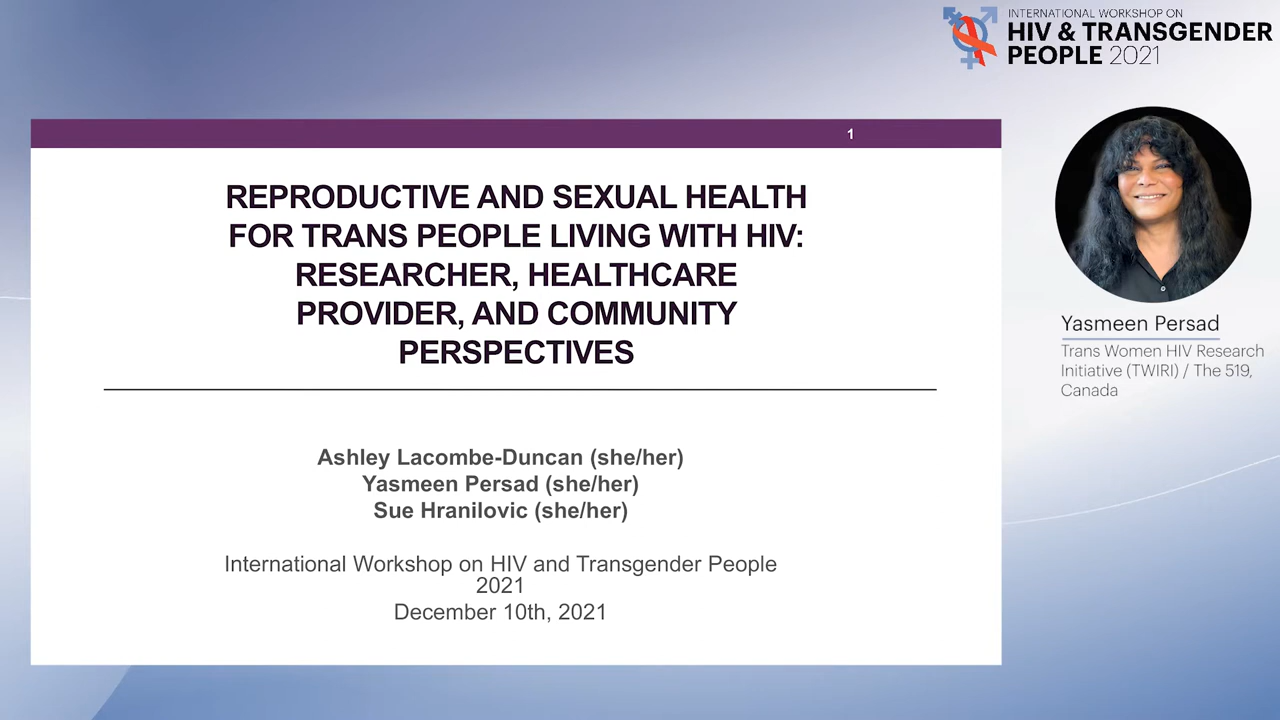 INTERNATIONAL WORKSHOP ON
HIV & TRANSGENDER
PEOPLE 2021
1
REPRODUCTIVE AND SEXUAL HEALTH
FOR TRANS PEOPLE LIVING WITH HIV:
RESEARCHER, HEALTHCARE
PROVIDER, AND COMMUNITY
PERSPECTIVES
Ashley Lacombe-Duncan (she/her)
Yasmeen Persad (she/her)
Sue Hranilovic (she/her)
International Workshop on HIV and Transgender People
2021
December 10th, 2021
Yasmeen Persad
Trans Women HIV Research
Initiative (TWIRI) / The 519,
Canada